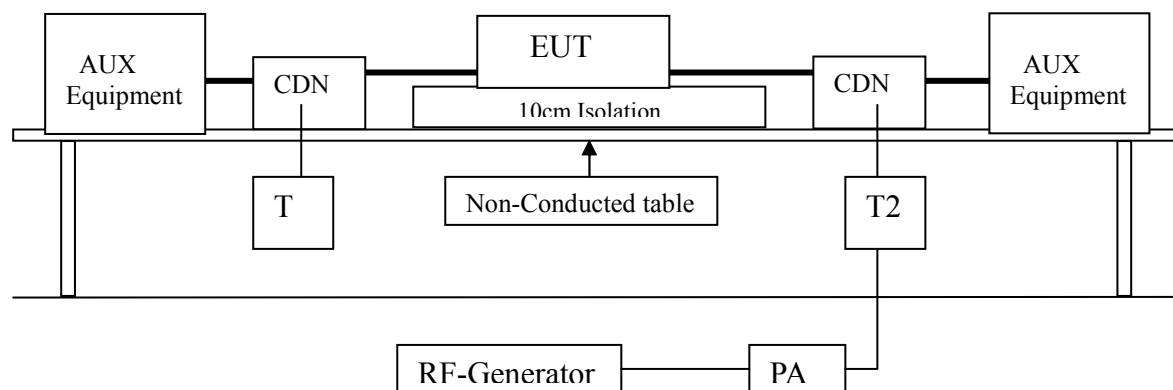 AUX
Equipment
CDN
EUT
CDN
AUX
Equipment
10cm Isolation
T
Non-Conducted table
T2
RF-Generator
PA